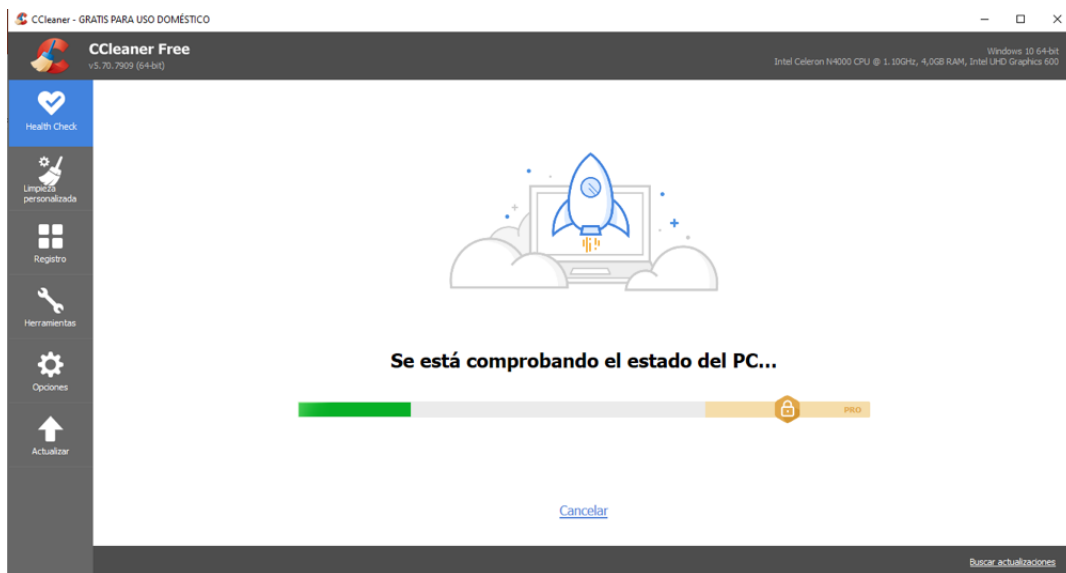 CCleaner - GRATIS PARA USO DOMÉSTICO
CCleaner Free
v5.70.7909 (64-bit)
Windows 10 64-bit
Intel Celeron N4000 CPU @ 1.10GHz, 4,0GB RAM, Intel UHD Graphics 600
Health Check
Limpieza
personalizada
Registro
Herramientas
Opciones
Actualizar
Se está comprobando el estado del PC...
PRO
Cancelar
Buscar actualizaciones